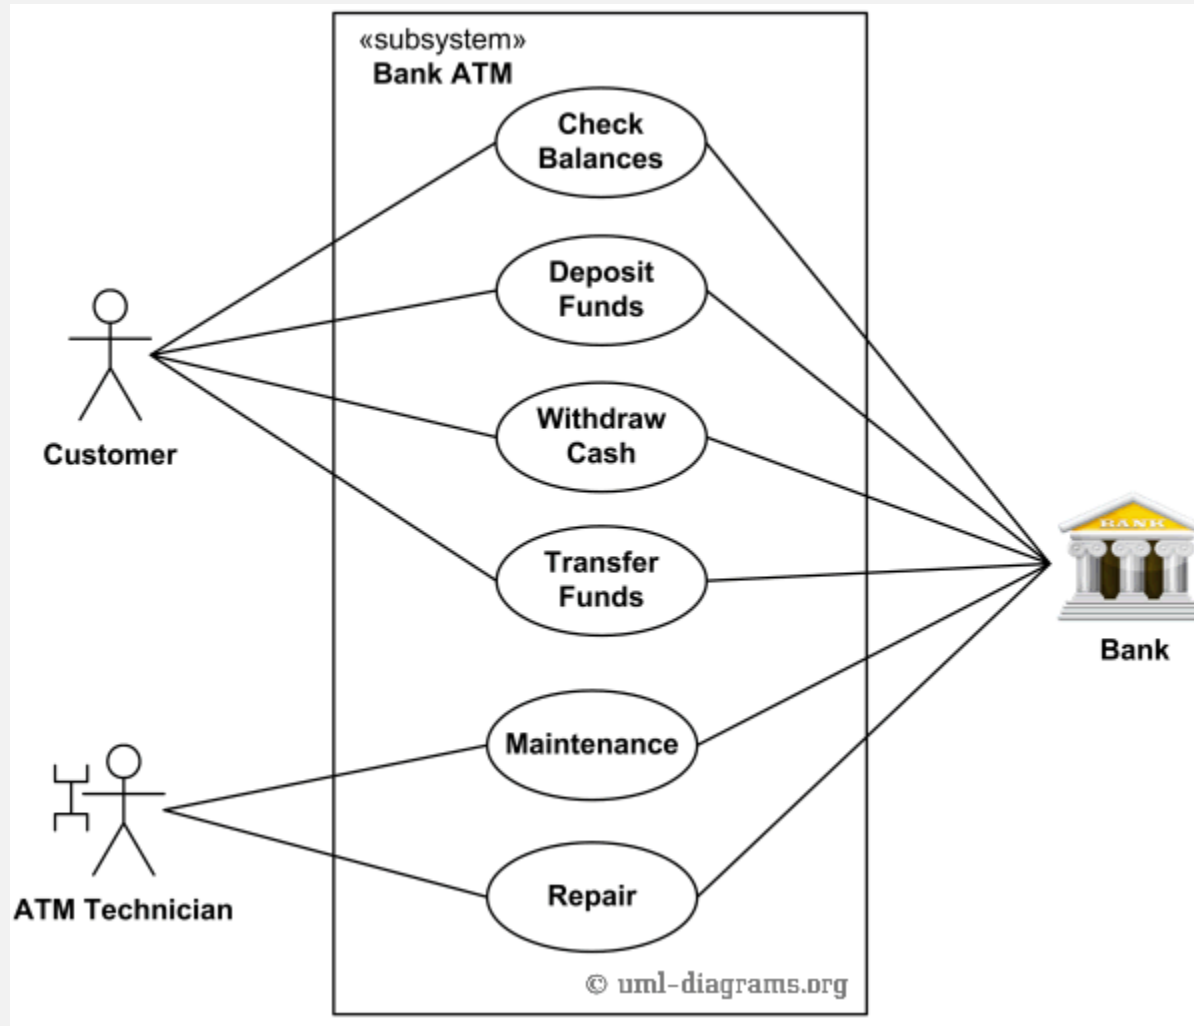 «subsystem»
Bank ATM
Check
Balances
Deposit
Funds
Withdraw
Cash
Customer
Transfer
Funds
BANK
Bank
Maintenance
Repair
ATM Technician
© uml-diagrams.org